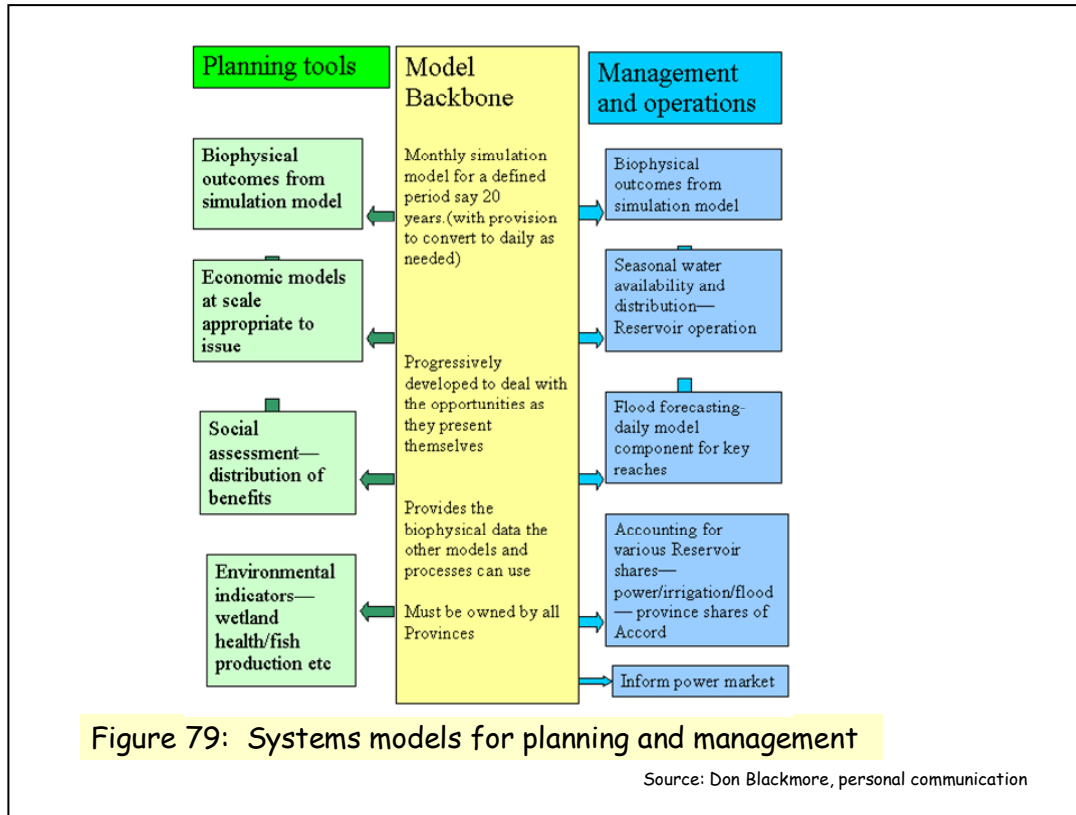 Planning tools
Biophysical
outcomes from
simulation model
Economic models
at scale
appropriate to
issue
Social
assessment—
distribution of
benefits
Environmental
indicators—
wetland
health/fish
production etc
Model
Backbone
Monthly simulation
model for a defined
period say 20
years.(with provision
to convert to daily as
needed)
Progressively
developed to deal with
the opportunities as
they present
themselves
Provides the
biophysical data the
other models and
processes can use
Must be owned by all
Provinces
Management
and operations
Biophysical
outcomes from
simulation model
Seasonal water
availability and
distribution—
Reservoir operation
Flood forecasting-
daily model
component for key
reaches
Accounting for
various Reservoir
shares—
power/irrigation/flood
— province shares of
Accord
Inform power market
Figure 79: Systems models for planning and management
Source: Don Blackmore, personal communication